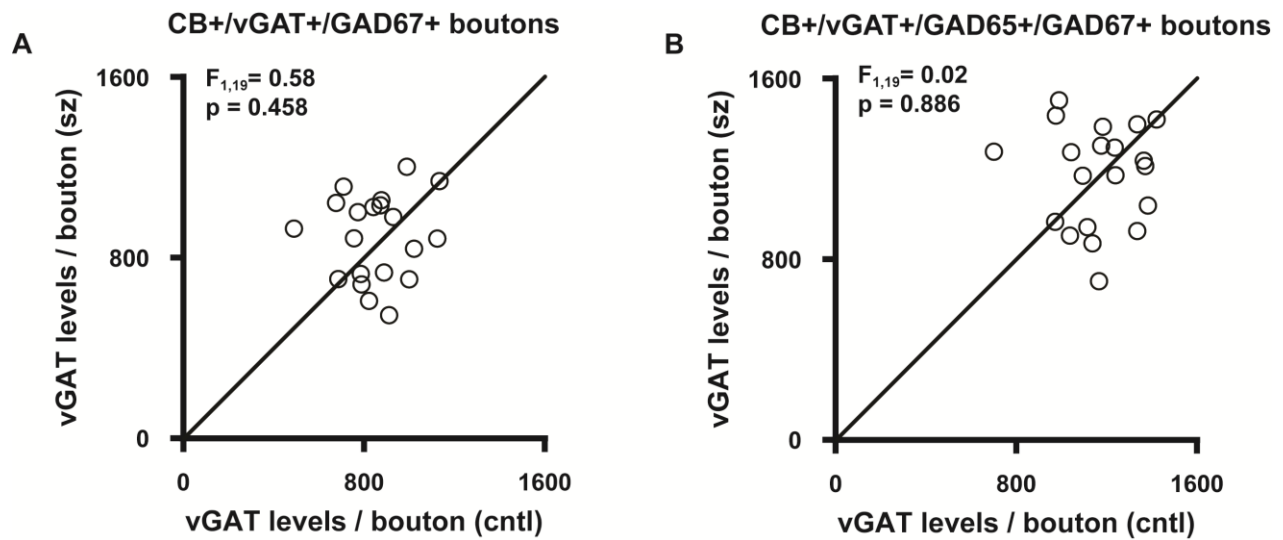 A
CB+/vGAT+/GAD67+ boutons
F1,19= 0.58
p = 0.458
vGAT levels / bouton (sz)
1600
800
0
0 800 1600
vGAT levels / bouton (cntl)
B
CB+/vGAT+/GAD65+/GAD67+ boutons
F1,19= 0.02
p = 0.886
vGAT levels / bouton (sz)
1600
800
0
0 800 1600
vGAT levels / bouton (cntl)